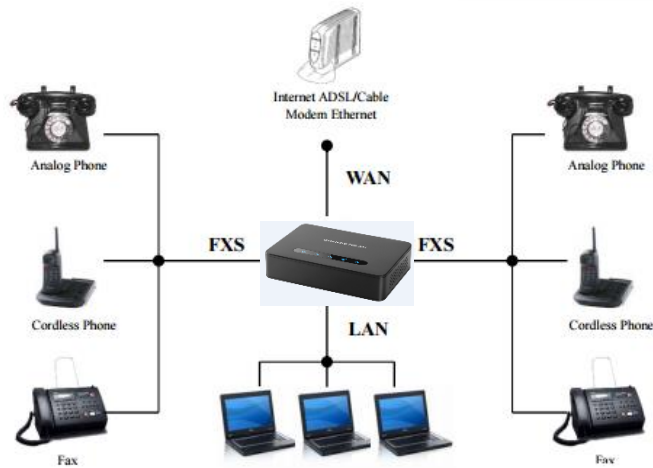 Internet ADSL/Cable
Modem Ethernet
Analog Phone
Analog Phone
WAN
FXS
FXS
Cordless Phone
Cordless Phone
LAN
Fax
Fax